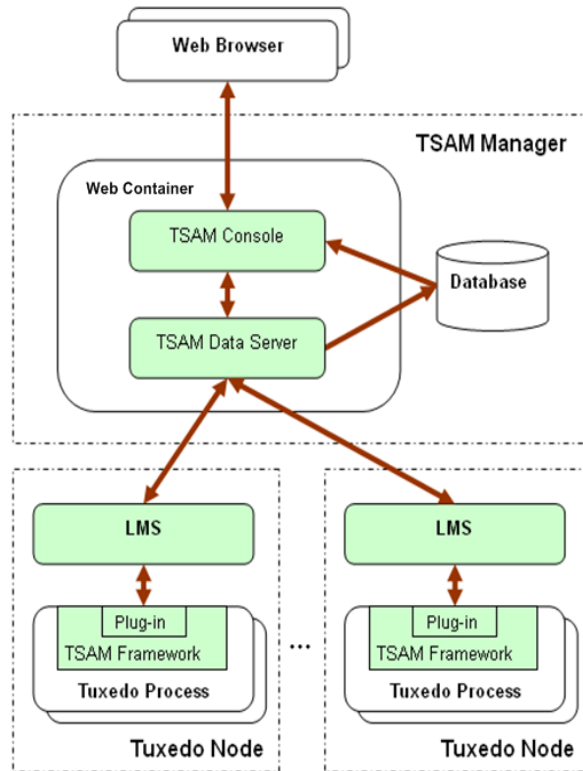 Web Browser
TSAM Manager
Web Container
TSAM Console
Database
TSAM Data Server
LMS
Plug-in
TSAM Framework
Tuxedo Process
Tuxedo Node
...
LMS
Plug-in
TSAM Framework
Tuxedo Process
Tuxedo Node